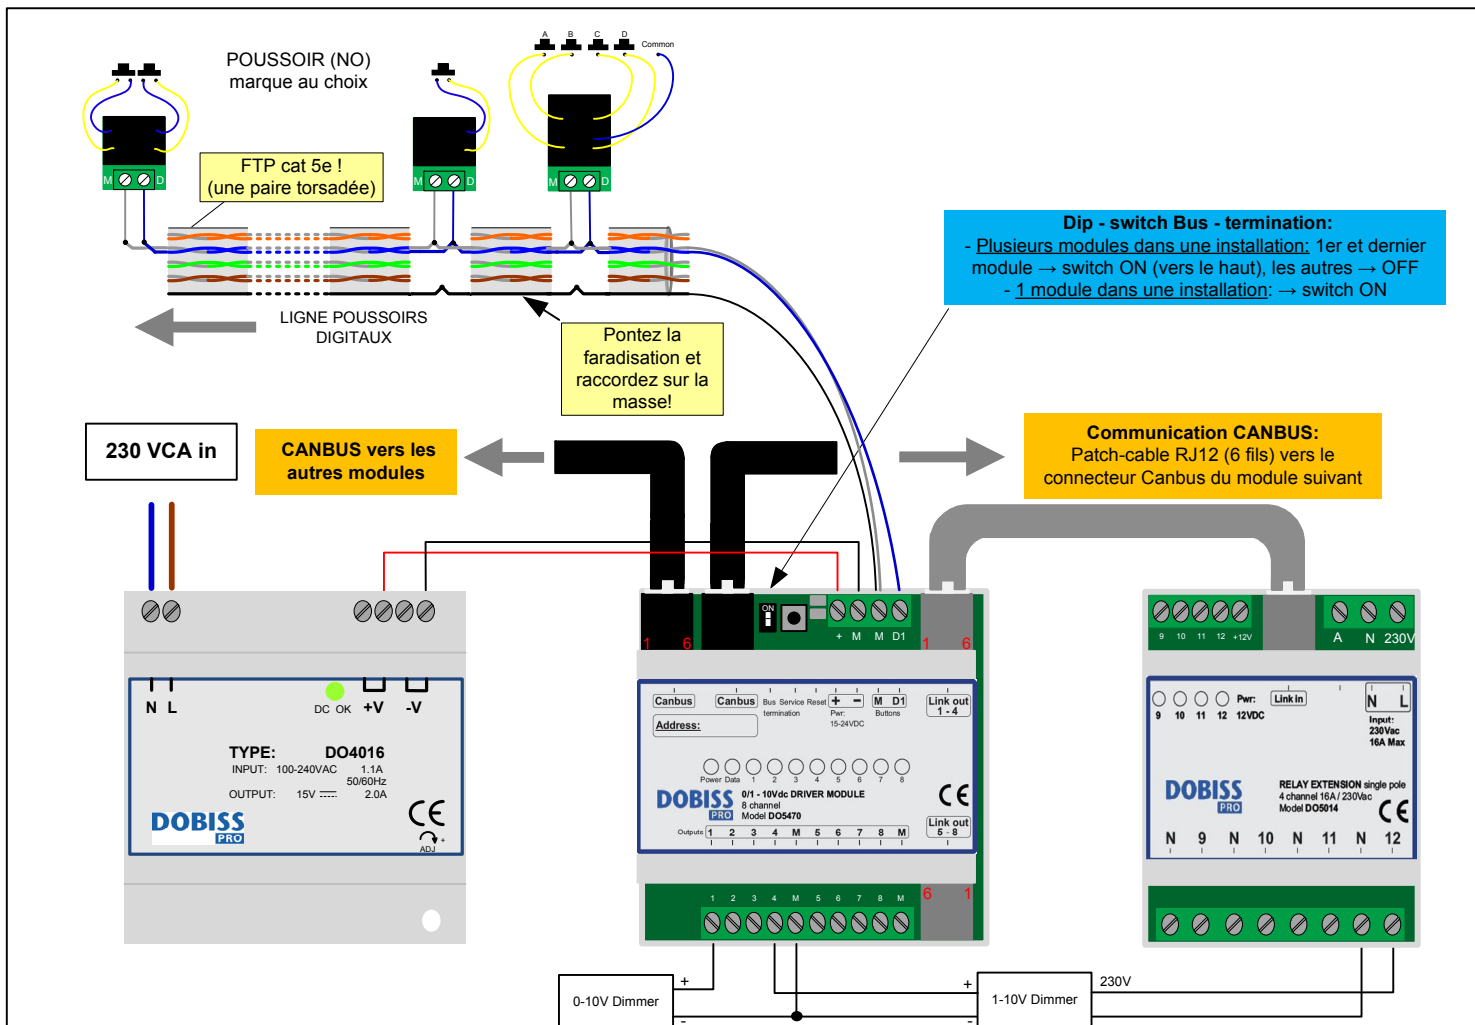 A B C D Common
POUSSOIR (NO)
marque au choix
M D
M D
M D
FTP cat 5e !
(une paire torsadée)
Dip - switch Bus - termination:
- Plusieurs modules dans une installation: 1er et dernier
module → switch ON (vers le haut), les autres → OFF
- 1 module dans une installation: → switch ON
LIGNE POUSSOIRS
DIGITAUX
Pontez la
faradisation et
raccordez sur la
masse!
230 VCA in
CANBUS vers les
autres modules
Communication CANBUS:
Patch-cable RJ12 (6 fils) vers le
connecteur Canbus du module suivant
N L
DC OK +V -V
TYPE: DO4016
INPUT: 100-240VAC 1.1A
50/60Hz
OUTPUT: 15V 2.0A
DOBISS
PRO
CE
ADJ +
ON
1 6
+ M M D1
1 6
Canbus Canbus Bus termination Service Reset + − M D1 Link out
1 - 4
Pwr:
15-24VDC
Buttons
Address:
Power Data 1 2 3 4 5 6 7 8
DOBISS
PRO
0/1 - 10Vdc DRIVER MODULE
8 channel
Model DO5470
CE
Link out
5 - 8
Outputs 1 2 3 4 M 5 6 7 8 M
1 2 3 4 M 5 6 7 8 M
6 1
9 10 11 12 +12V A N 230V
9 10 11 12 Pwr:
12VDC
Link in
N L
Input:
230Vac
16A Max
DOBISS
PRO
RELAY EXTENSION single pole
4 channel 16A / 230Vac
Model DO5014
CE
N 9 N 10 N 11 N 12
0-10V Dimmer
+
-
+
-
1-10V Dimmer
230V